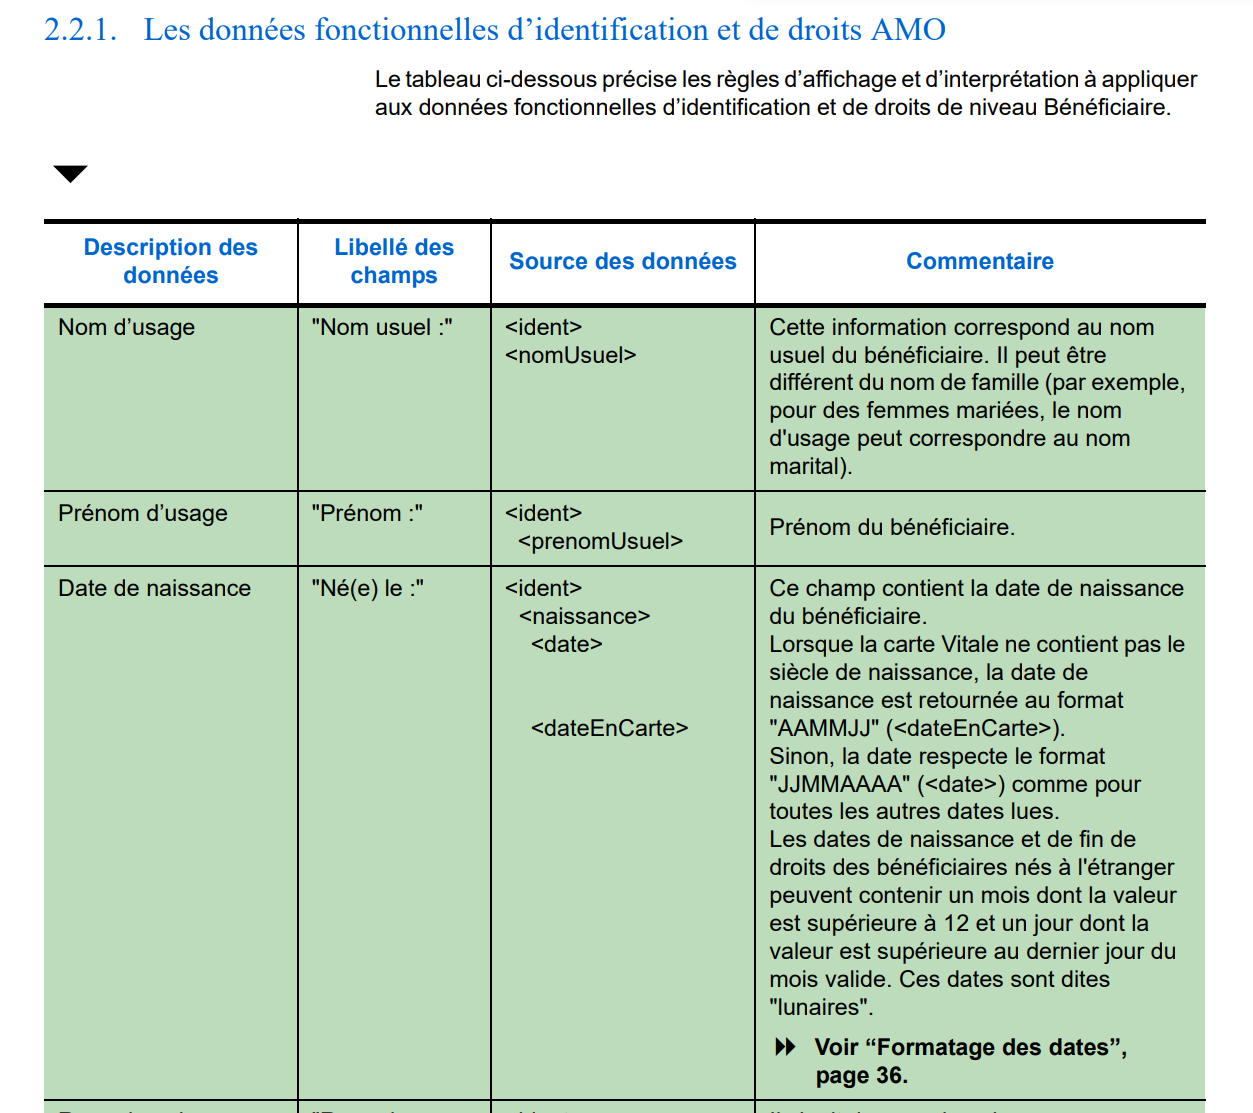 2.2.1. Les données fonctionnelles d’identification et de droits AMO
Le tableau ci-dessous précise les règles d’affichage et d’interprétation à appliquer
aux données fonctionnelles d’identification et de droits de niveau Bénéficiaire.
Description des
données
Libellé des
champs
Source des données
Commentaire
Nom d’usage
"Nom usuel :"
<ident>
<nomUsuel>
Cette information correspond au nom
usuel du bénéficiaire. Il peut être
différent du nom de famille (par exemple,
pour des femmes mariées, le nom
d'usage peut correspondre au nom
marital).
Prénom d’usage
"Prénom :"
<ident>
<prenomUsuel>
Prénom du bénéficiaire.
Date de naissance
"Né(e) le :"
<ident>
<naissance>
<date>
<dateEnCarte>
Ce champ contient la date de naissance
du bénéficiaire.
Lorsque la carte Vitale ne contient pas le
siècle de naissance, la date de
naissance est retournée au format
"AAMMJJ" (<dateEnCarte>).
Sinon, la date respecte le format
"JJMMAAAA" (<date>) comme pour
toutes les autres dates lues.
Les dates de naissance et de fin de
droits des bénéficiaires nés à l'étranger
peuvent contenir un mois dont la valeur
est supérieure à 12 et un jour dont la
valeur est supérieure au dernier jour du
mois valide. Ces dates sont dites
"lunaires".
Voir “Formatage des dates”,
page 36.